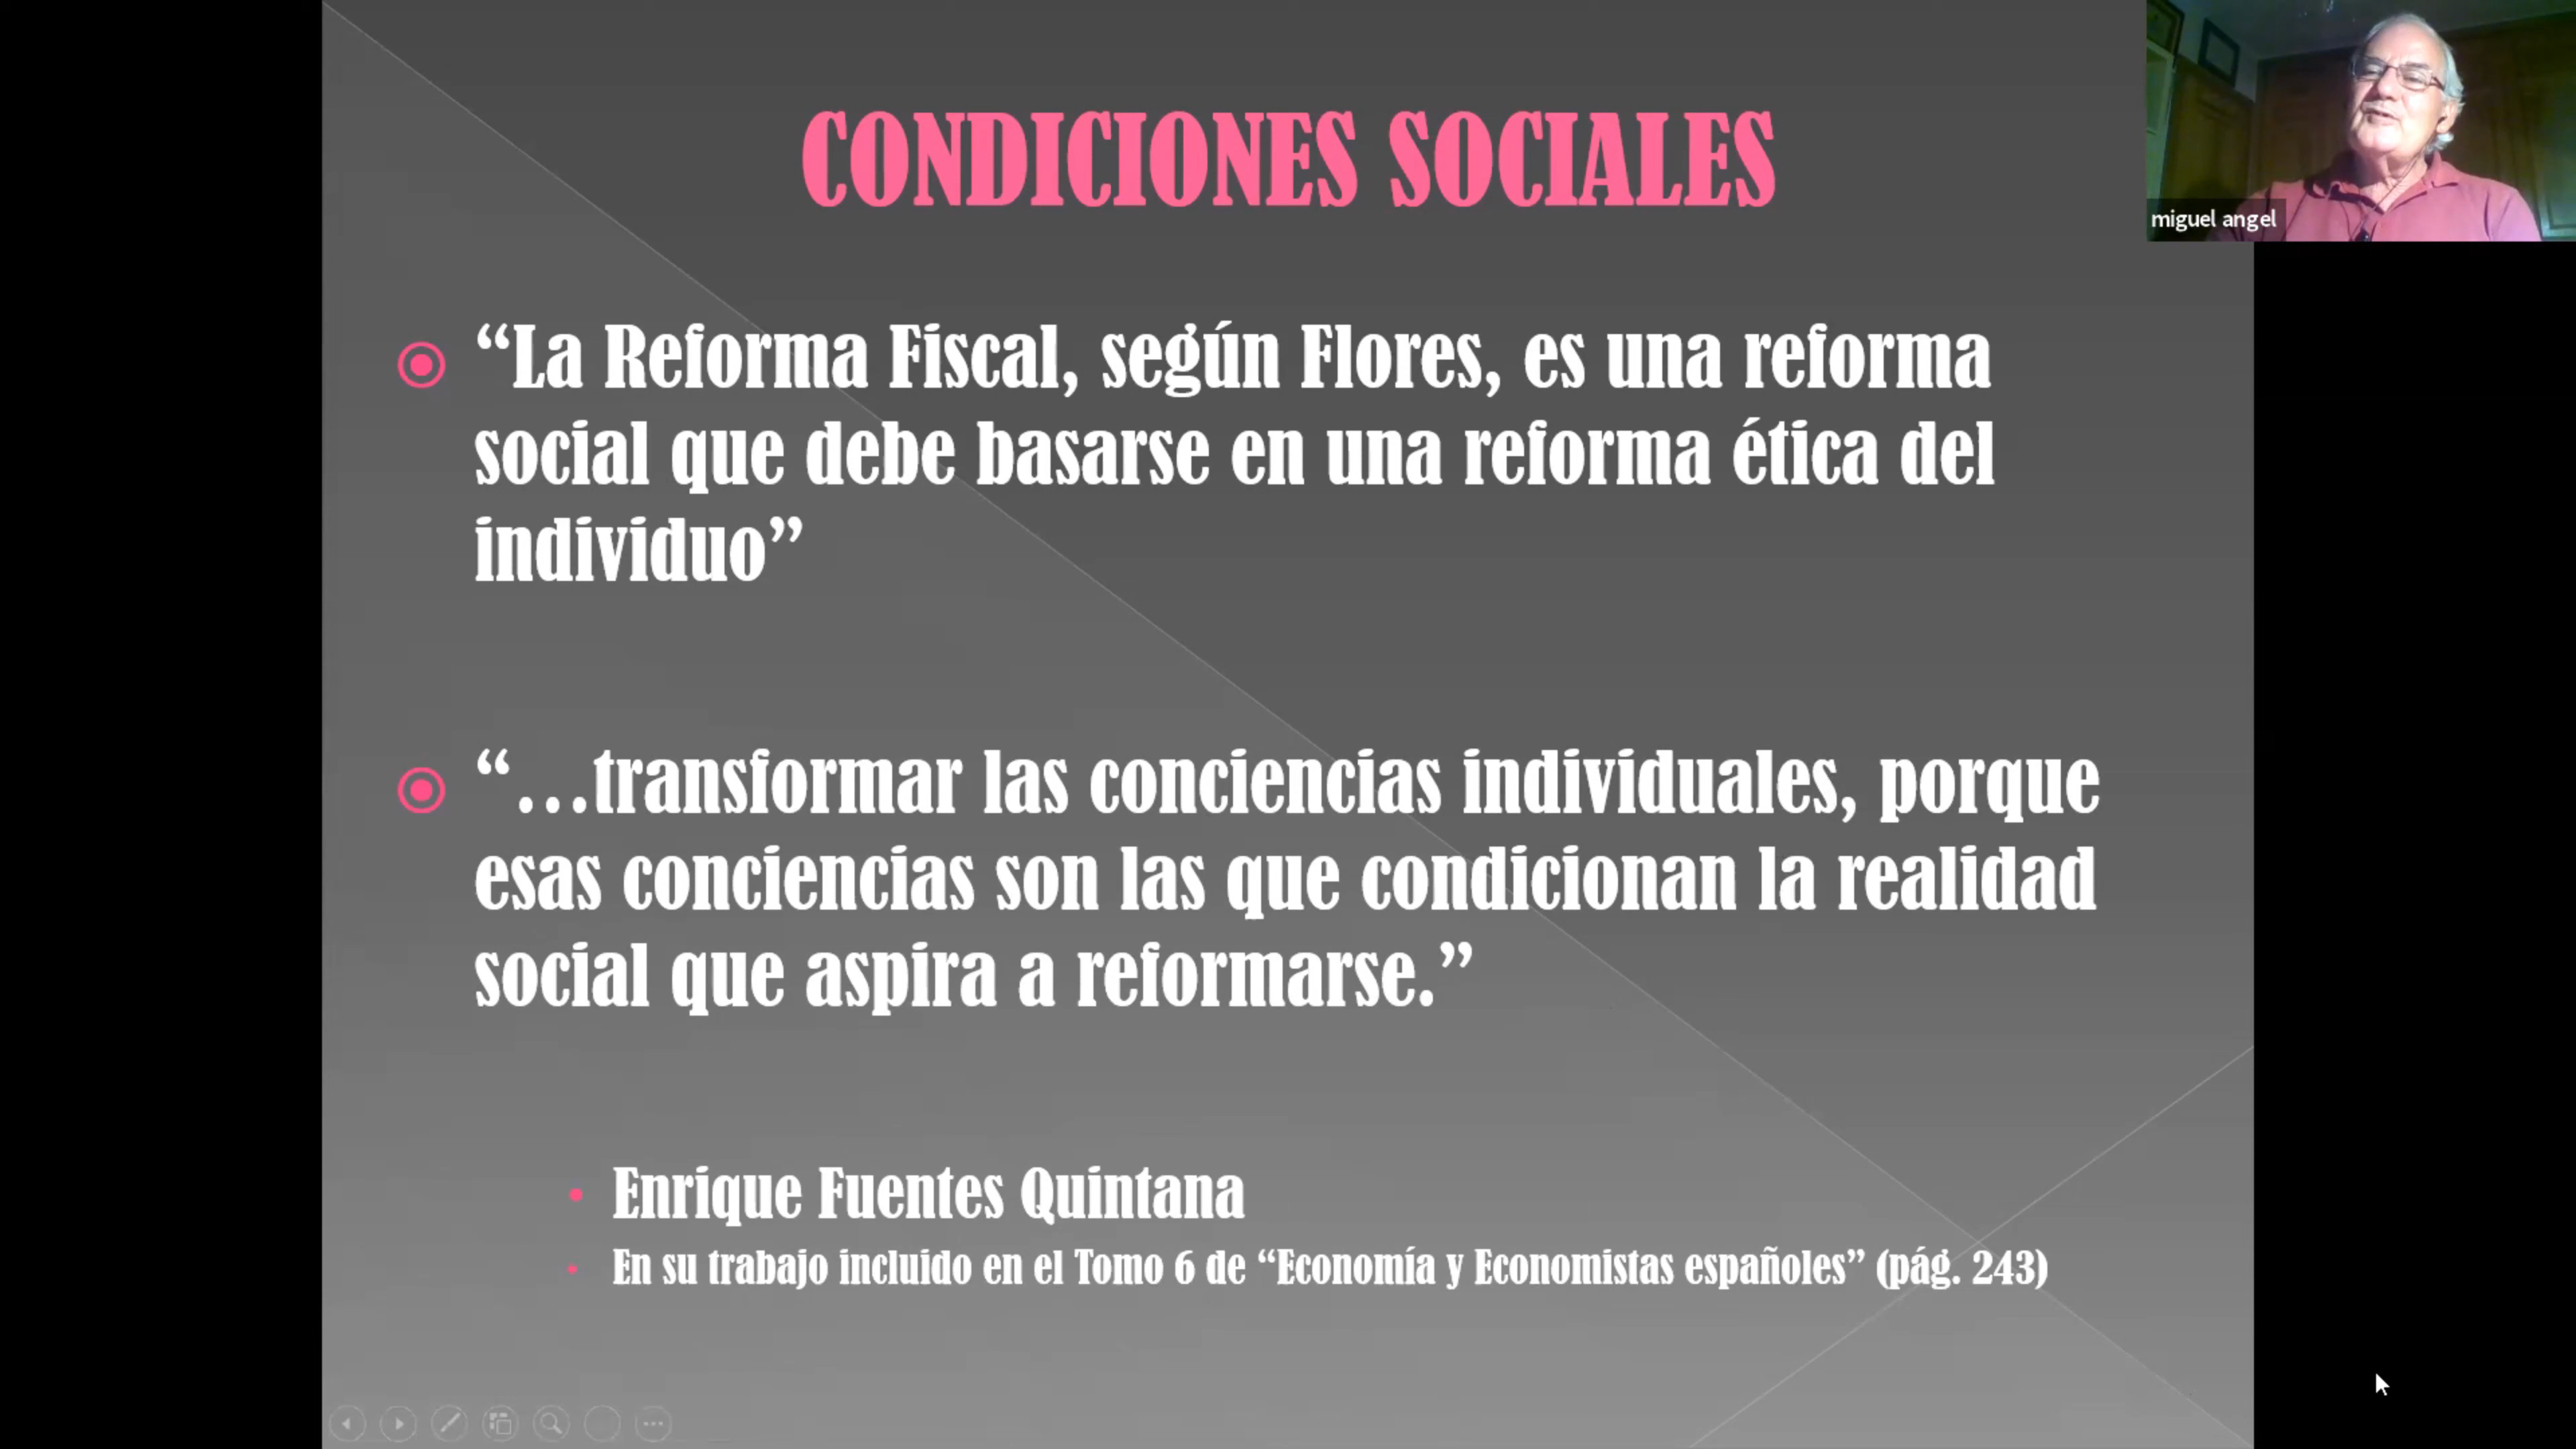 CONDICIONES SOCIALES
miguel angel
“La Reforma Fiscal, según Flores, es una reforma
social que debe basarse en una reforma ética del
individuo”
“…transformar las conciencias individuales, porque
esas conciencias son las que condicionan la realidad
social que aspira a reformarse.”
Enrique Fuentes Quintana
En su trabajo incluido en el Tomo 6 de “Economía y Economistas españoles” (pág. 243)